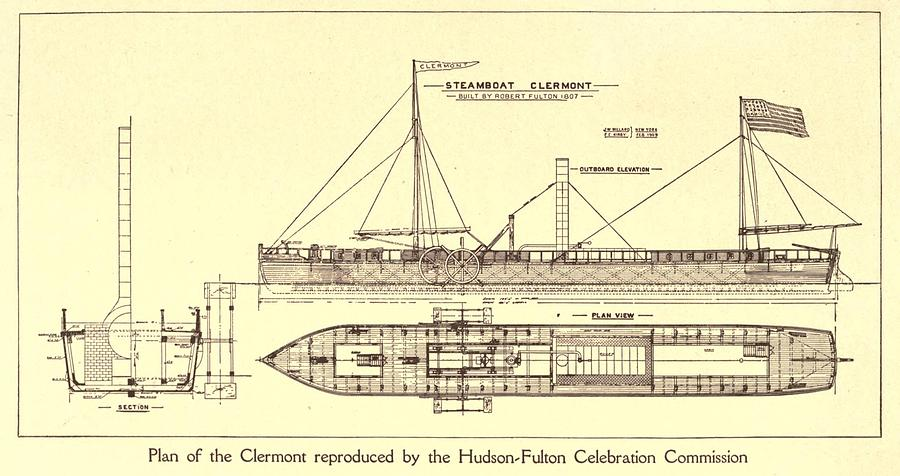 CLERMONT
STEAMBOAT CLERMONT
BUILT BY ROBERT FULTON 1807
J.W. MILLARD NEW YORK
F.E. KIRBY FEB. 1909
OUTBOARD ELEVATION
PLAN VIEW
SECTION
Plan of the Clermont reproduced by the Hudson-Fulton Celebration Commission